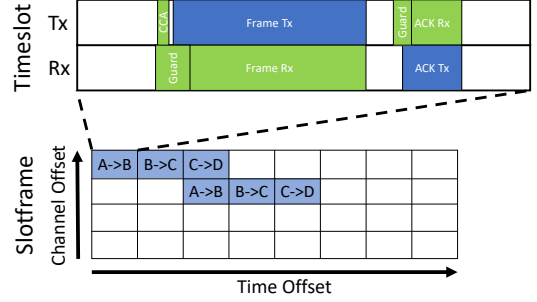 Timeslot
Tx
CCA
Frame Tx
Guard
ACK Rx
Rx
Guard
Frame Rx
ACK Tx
Slotframe
Channel Offset
A->B B->C C->D
A->B B->C C->D
Time Offset